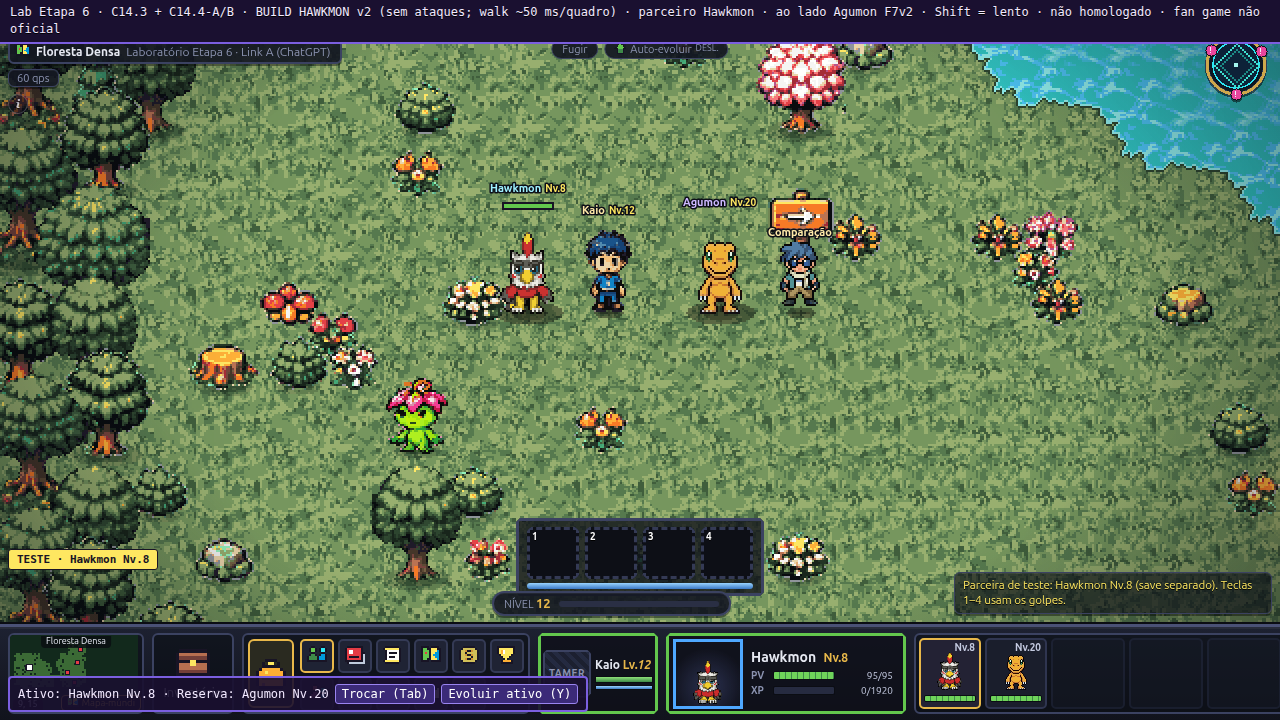 Lab Etapa 6 · C14.3 + C14.4-A/B · BUILD HAWKMON v2 (sem ataques; walk ~50 ms/quadro) · parceiro Hawkmon · ao lado Agumon F7v2 · Shift = lento · não homologado · fan game não
oficial
Floresta Densa Laboratório Etapa 6 · Link A (ChatGPT)
Fugir
Auto-evoluir DESL.
60 qps
i
Hawkmon Nv.8
Kaio Nv.12
Agumon Nv.20
Comparação
TESTE · Hawkmon Nv.8
1 2 3 4
NÍVEL 12
Parceira de teste: Hawkmon Nv.8 (save separado). Teclas
1–4 usam os golpes.
Floresta Densa
TAMER
Kaio Lv.12
Hawkmon Nv.8
PV 95/95
XP 0/1920
Nv.8
Nv.20
Ativo: Hawkmon Nv.8 · Reserva: Agumon Nv.20 Trocar (Tab) Evoluir ativo (Y)